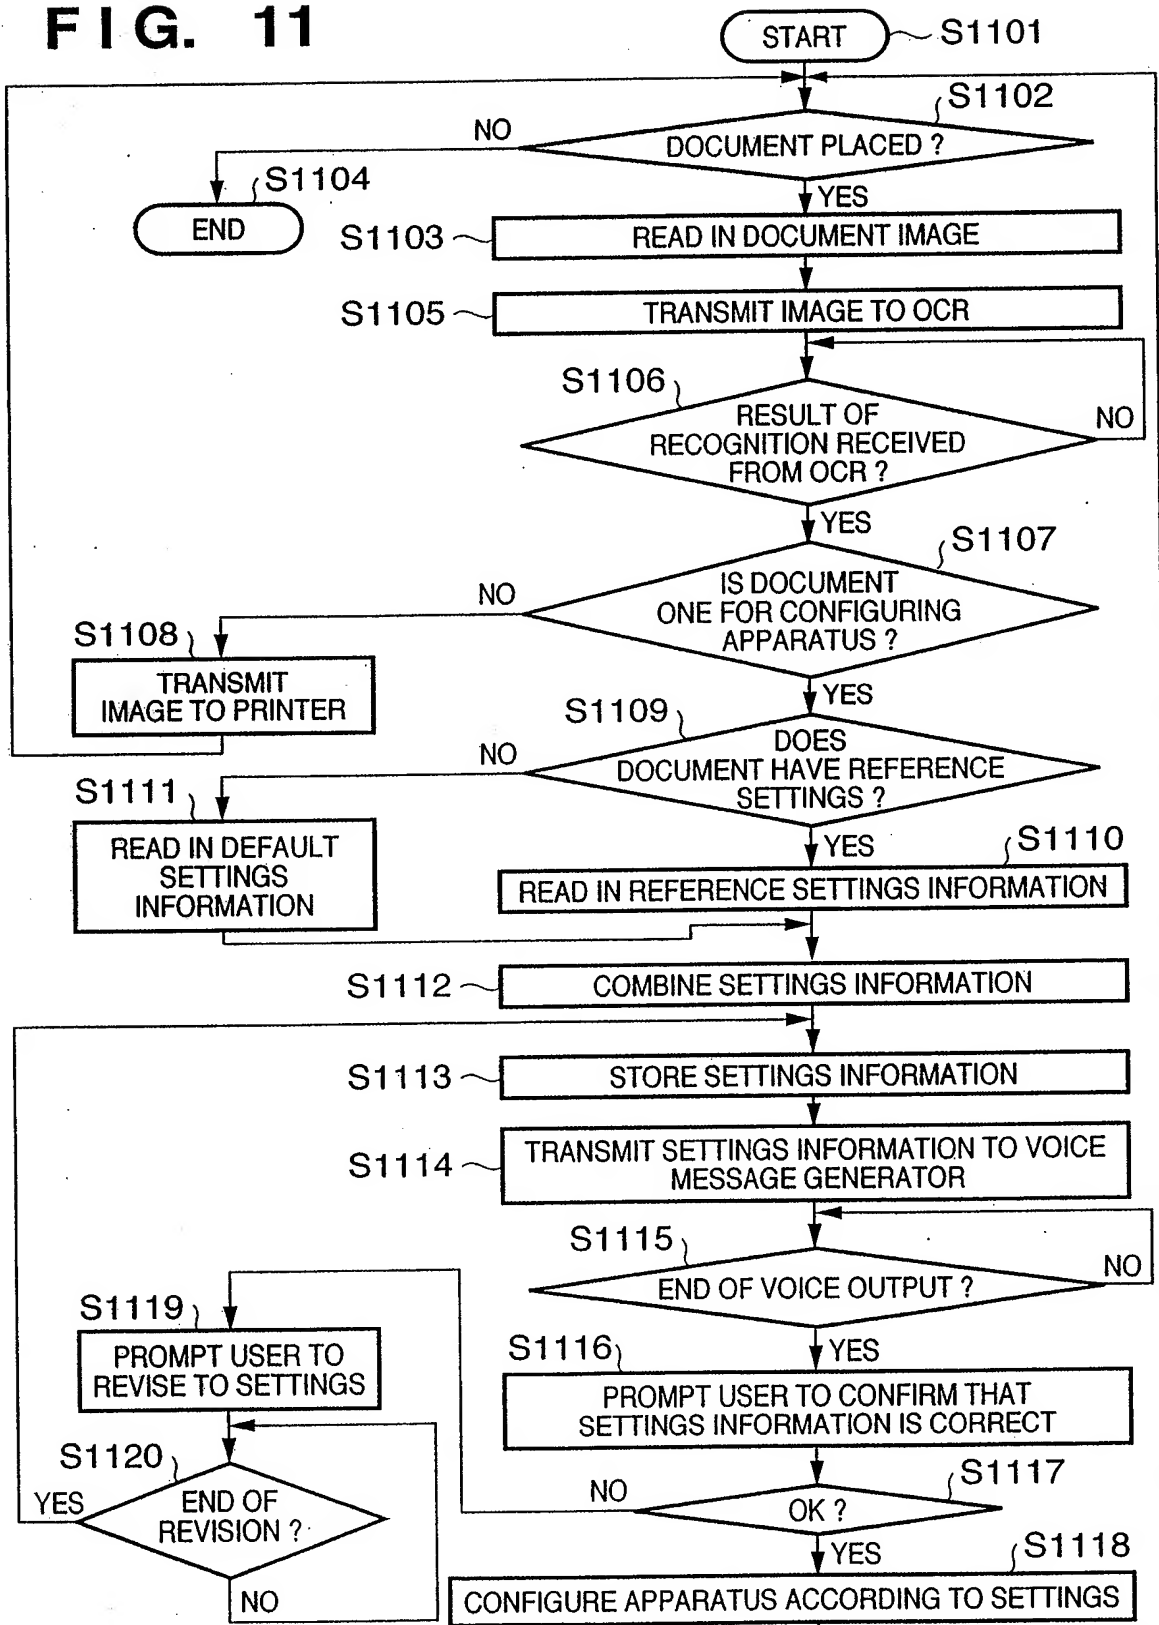 FIG. 11
START
S1101
S1102
NO
DOCUMENT PLACED ?
S1104
YES
END
S1103
READ IN DOCUMENT IMAGE
S1105
TRANSMIT IMAGE TO OCR
S1106
RESULT OF
RECOGNITION RECEIVED
FROM OCR ?
NO
YES
S1107
NO
IS DOCUMENT
ONE FOR CONFIGURING
APPARATUS ?
S1108
TRANSMIT
IMAGE TO PRINTER
YES
S1109
NO
DOES
DOCUMENT HAVE REFERENCE
SETTINGS ?
S1111
READ IN DEFAULT
SETTINGS
INFORMATION
YES
S1110
READ IN REFERENCE SETTINGS INFORMATION
S1112
COMBINE SETTINGS INFORMATION
S1113
STORE SETTINGS INFORMATION
S1114
TRANSMIT SETTINGS INFORMATION TO VOICE
MESSAGE GENERATOR
S1115
END OF VOICE OUTPUT ?
NO
S1119
PROMPT USER TO
REVISE TO SETTINGS
YES
S1116
PROMPT USER TO CONFIRM THAT
SETTINGS INFORMATION IS CORRECT
S1120
YES
END OF
REVISION ?
NO
S1117
NO
OK ?
YES
S1118
CONFIGURE APPARATUS ACCORDING TO SETTINGS